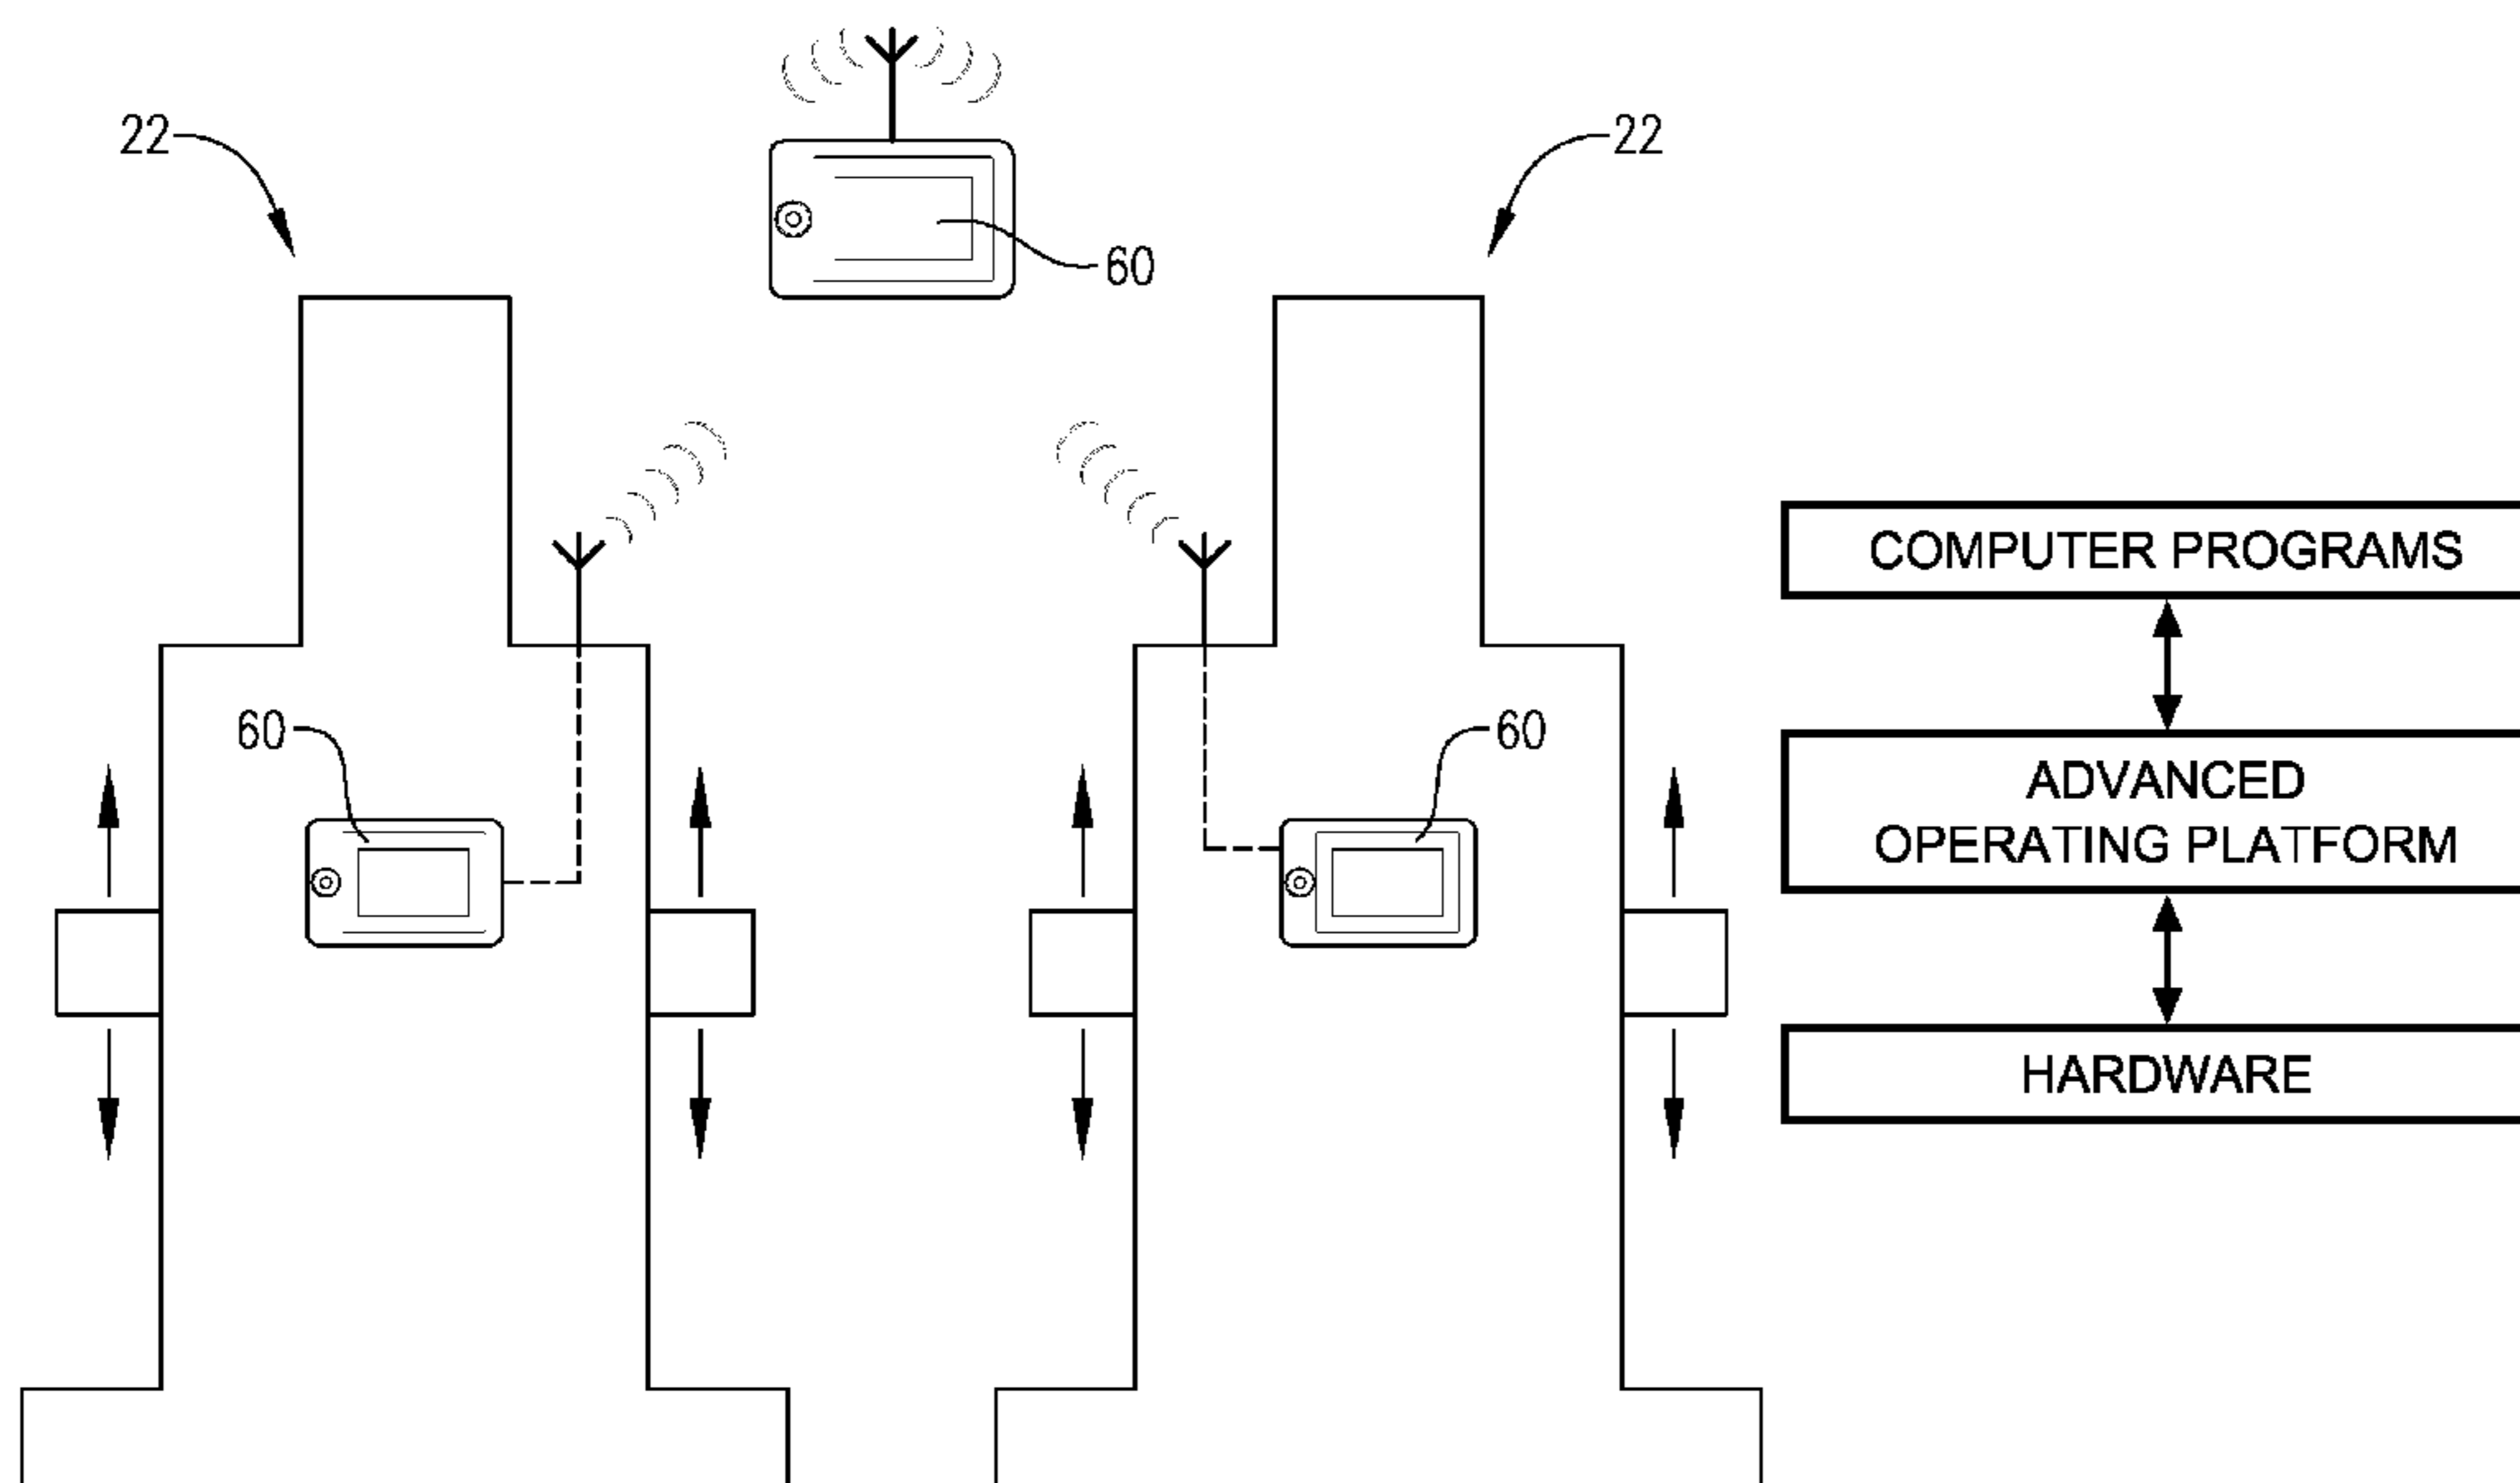 22
22
60
COMPUTER PROGRAMS
60
60
ADVANCED
OPERATING PLATFORM
HARDWARE